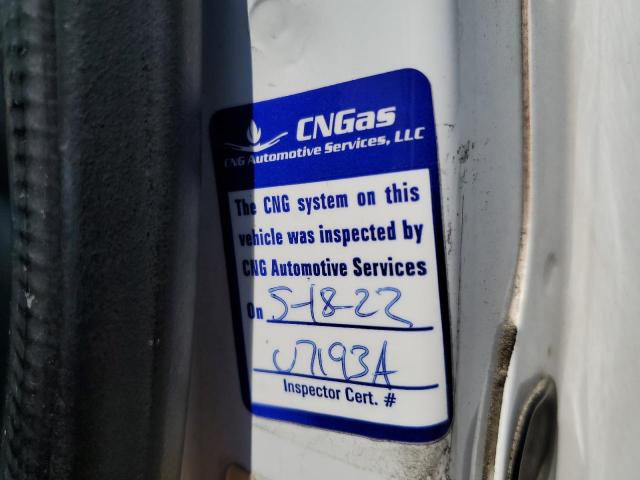 CNGas
CNG Automotive Services, LLC
The CNG system on this
vehicle was inspected by
CNG Automotive Services
On 5-18-22
U7193A
Inspector Cert. #